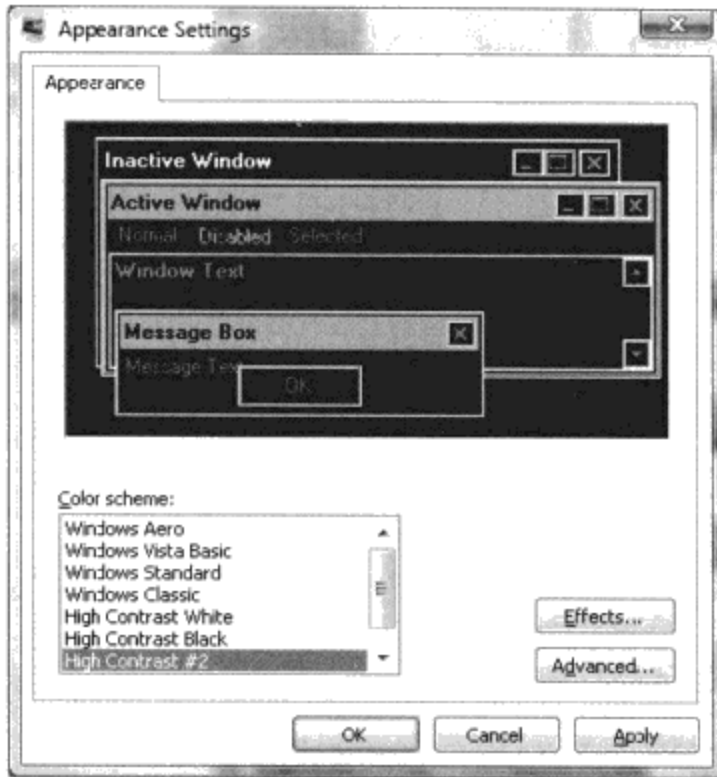 Appearance Settings
Appearance
Inactive Window
Active Window
Normal Disabled Selected
Window Text
Message Box
Message Text
OK
Color scheme:
Windows Aero
Windows Vista Basic
Windows Standard
Windows Classic
High Contrast White
High Contrast Black
High Contrast #2
Effects...
Advanced...
OK Cancel Apply